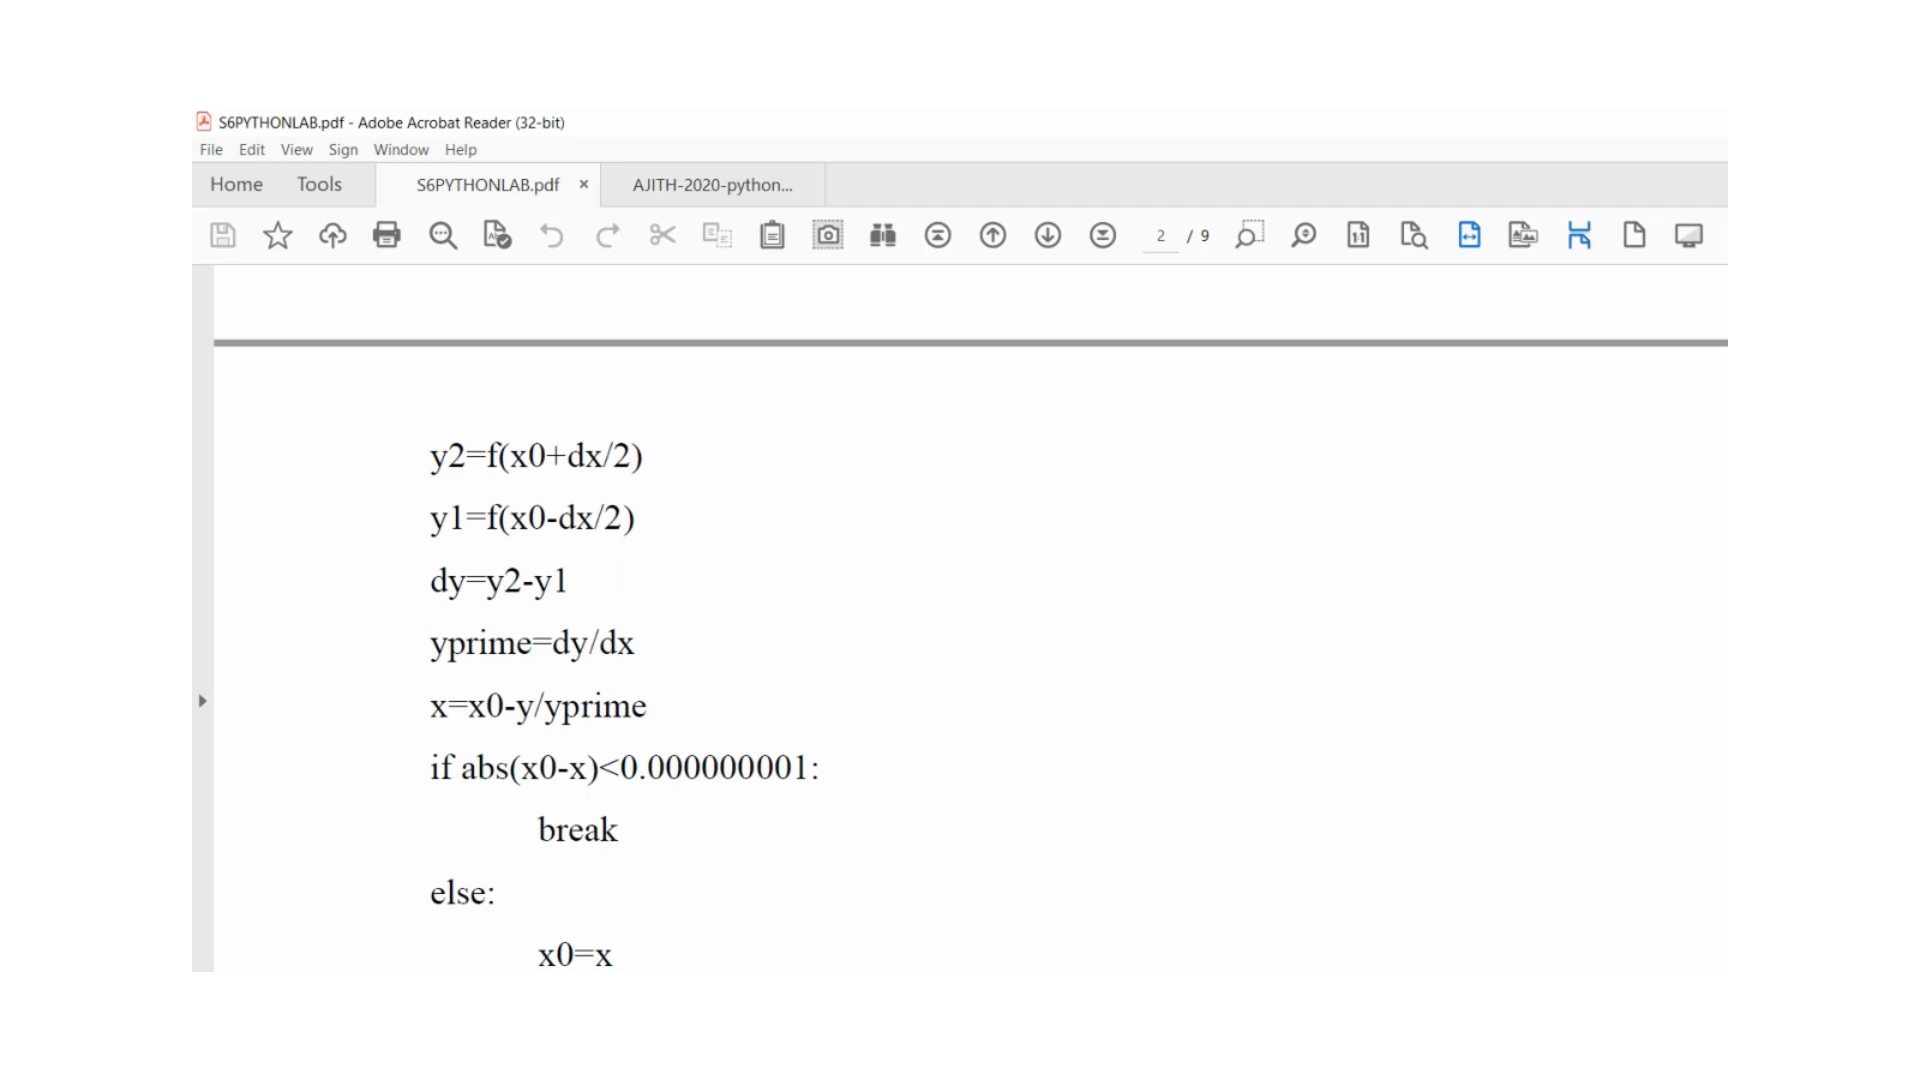 S6PYTHONLAB.pdf - Adobe Acrobat Reader (32-bit)
File Edit View Sign Window Help
Home Tools S6PYTHONLAB.pdf × AJITH-2020-python...
2 / 9
y2=f(x0+dx/2)
y1=f(x0-dx/2)
dy=y2-y1
yprime=dy/dx
x=x0-y/yprime
if abs(x0-x)<0.000000001:
break
else:
x0=x